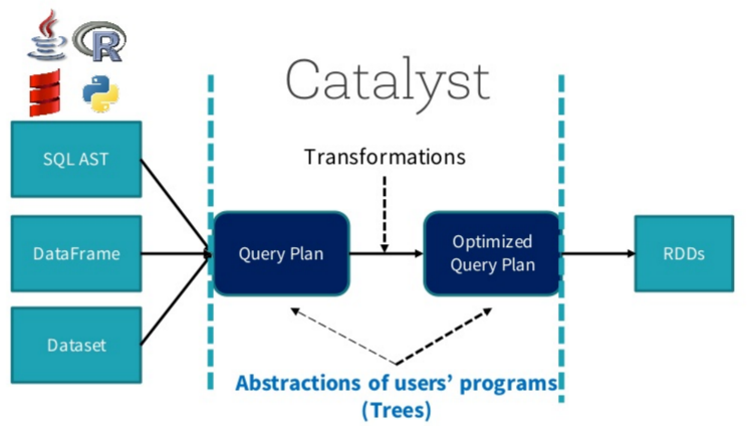 R
Catalyst
SQL AST
Transformations
DataFrame
Query Plan
Optimized
Query Plan
RDDs
Dataset
Abstractions of users’ programs
(Trees)